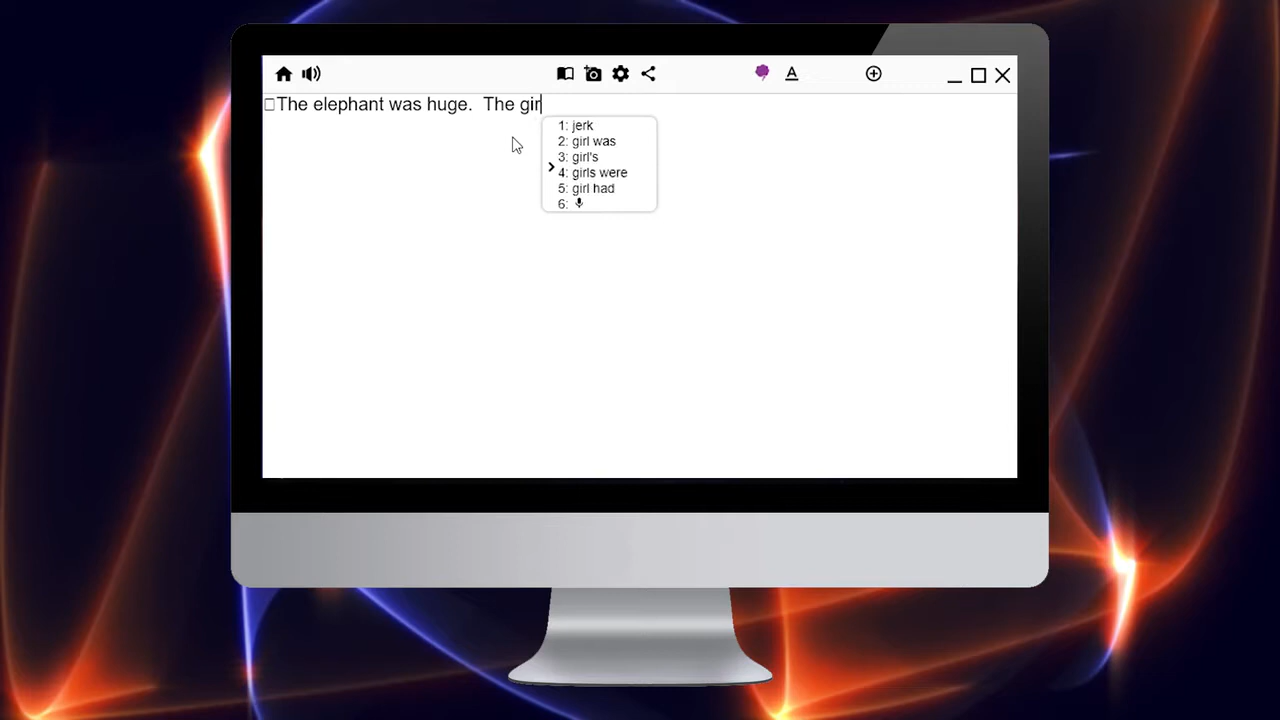 The elephant was huge.  The gir
1: jerk
2: girl was
3: girl's
4: girls were
5: girl had
6: